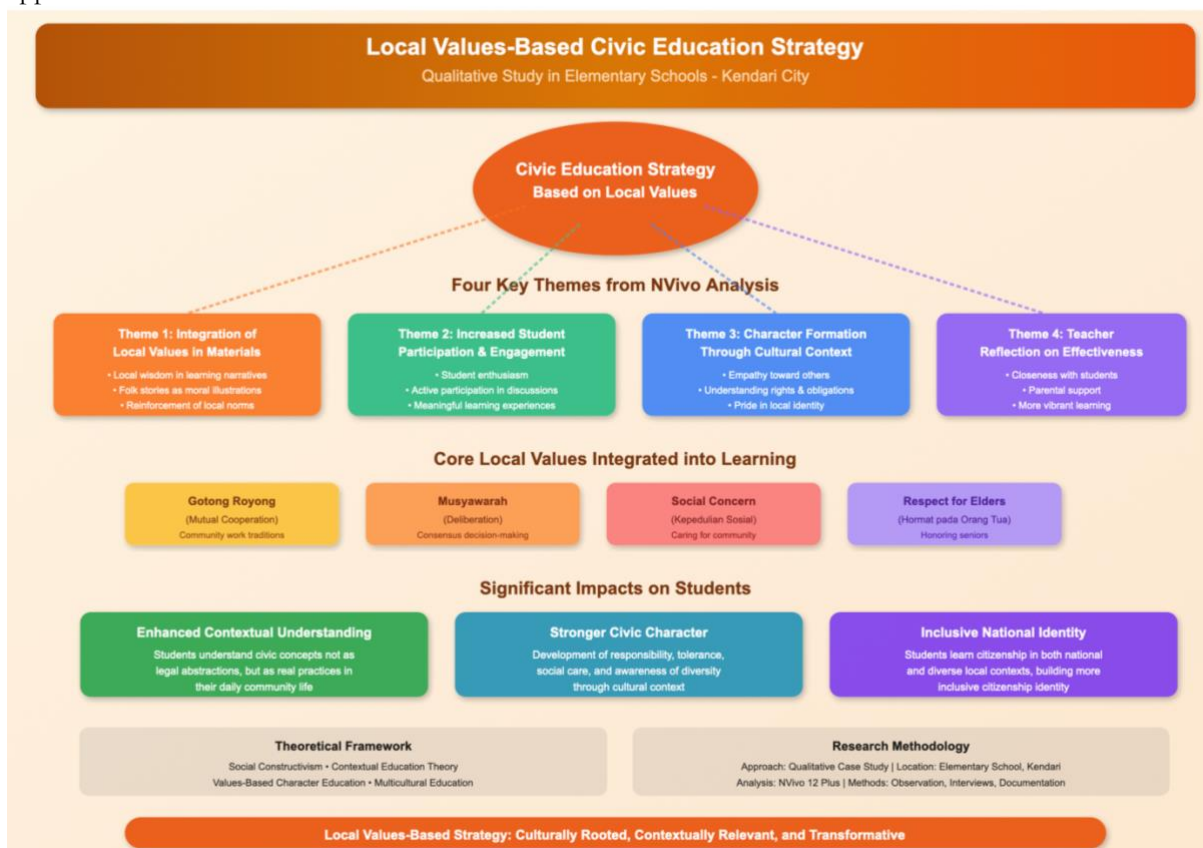 Local Values-Based Civic Education Strategy
Qualitative Study in Elementary Schools - Kendari City
Civic Education Strategy
Based on Local Values
Four Key Themes from NVivo Analysis
Theme 1: Integration of
Local Values in Materials
• Local wisdom in learning narratives
• Folk stories as moral illustrations
• Reinforcement of local norms
Theme 2: Increased Student
Participation & Engagement
• Student enthusiasm
• Active participation in discussions
• Meaningful learning experiences
Theme 3: Character Formation
Through Cultural Context
• Empathy toward others
• Understanding rights & obligations
• Pride in local identity
Theme 4: Teacher
Reflection on Effectiveness
• Closeness with students
• Parental support
• More vibrant learning
Core Local Values Integrated into Learning
Gotong Royong
(Mutual Cooperation)
Community work traditions
Musyawarah
(Deliberation)
Consensus decision-making
Social Concern
(Kepedulian Sosial)
Caring for community
Respect for Elders
(Hormat pada Orang Tua)
Honoring seniors
Significant Impacts on Students
Enhanced Contextual Understanding
Students understand civic concepts not as
legal abstractions, but as real practices in
their daily community life
Stronger Civic Character
Development of responsibility, tolerance,
social care, and awareness of diversity
through cultural context
Inclusive National Identity
Students learn citizenship in both national
and diverse local contexts, building more
inclusive citizenship identity
Theoretical Framework
Social Constructivism • Contextual Education Theory
Values-Based Character Education • Multicultural Education
Research Methodology
Approach: Qualitative Case Study | Location: Elementary School, Kendari
Analysis: NVivo 12 Plus | Methods: Observation, Interviews, Documentation
Local Values-Based Strategy: Culturally Rooted, Contextually Relevant, and Transformative